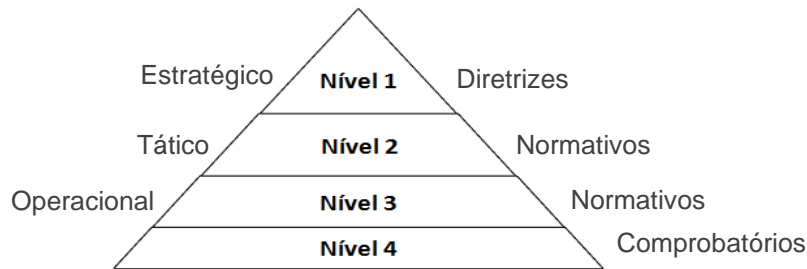 Estratégico Nível 1 Diretrizes
Tático Nível 2 Normativos
Operacional Nível 3 Normativos
Nível 4 Comprobatórios